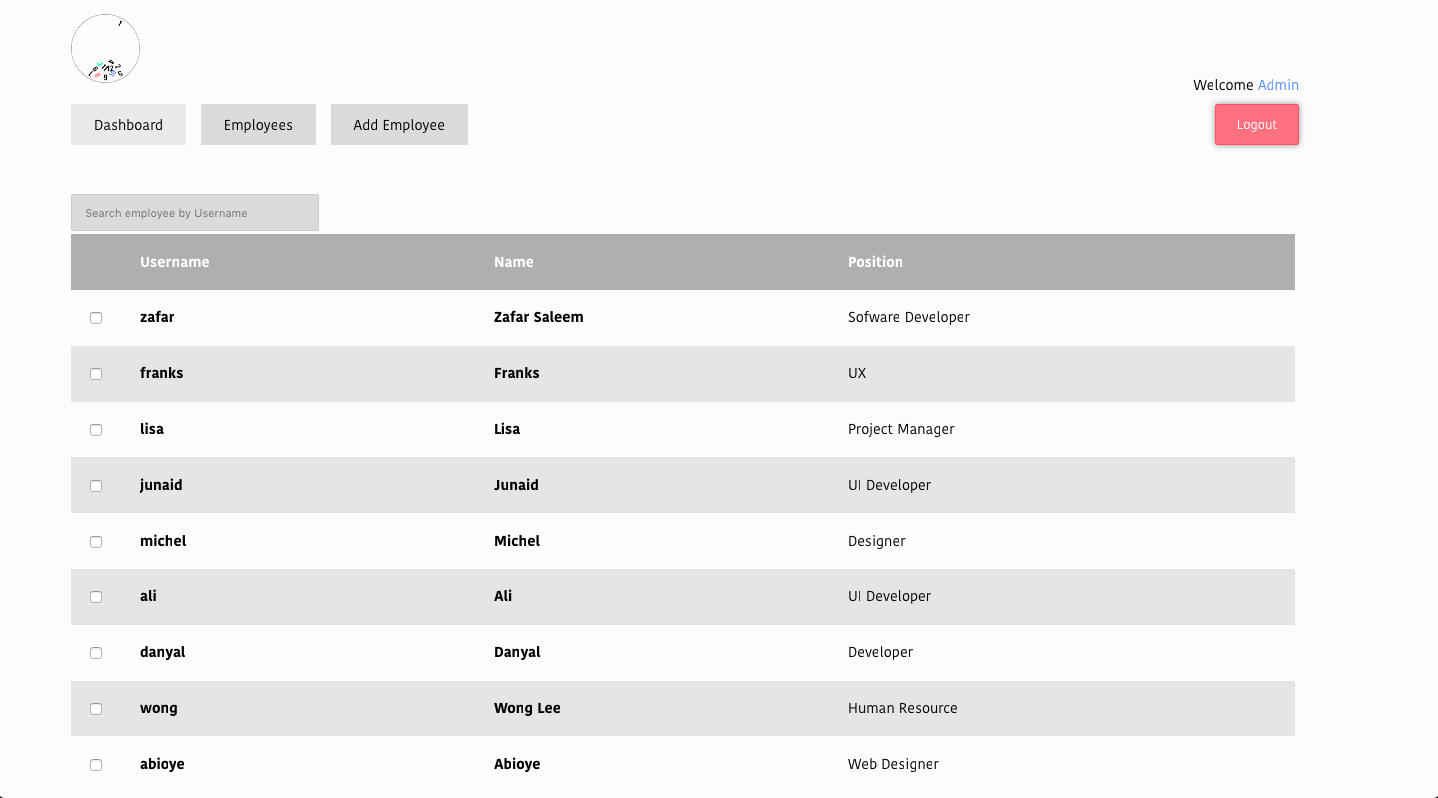 Welcome Admin
Dashboard Employees Add Employee Logout
Search employee by Username
Username Name Position
zafar Zafar Saleem Sofware Developer
franks Franks UX
lisa Lisa Project Manager
junaid Junaid UI Developer
michel Michel Designer
ali Ali UI Developer
danyal Danyal Developer
wong Wong Lee Human Resource
abioye Abioye Web Designer